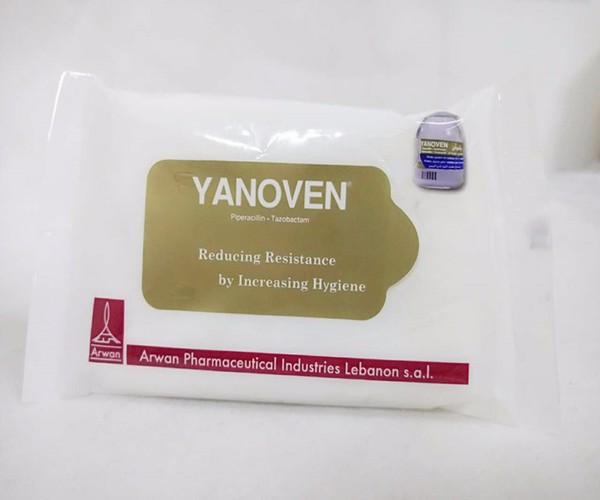 YANOVEN
YANOVEN®
Piperacillin - Tazobactam
Reducing Resistance
by Increasing Hygiene
Arwan
Arwan Pharmaceutical Industries Lebanon s.a.l.